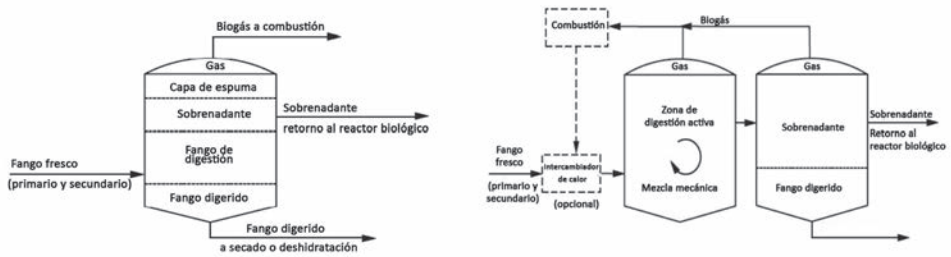 Biogás a combustión
Gas
Capa de espuma
Sobrenadante
Sobrenadante
retorno al reactor biológico
Fango de
digestión
Fango fresco
(primario y secundario)
Fango digerido
Fango digerido
a secado o deshidratación
Biogás
Combustión
Gas
Gas
Zona de
digestión activa
Sobrenadante
Sobrenadante
Retorno al
reactor biológico
Fango
fresco
(primario y
secundario)
Intercambiador
de calor
(opcional)
Mezcla mecánica
Fango digerido